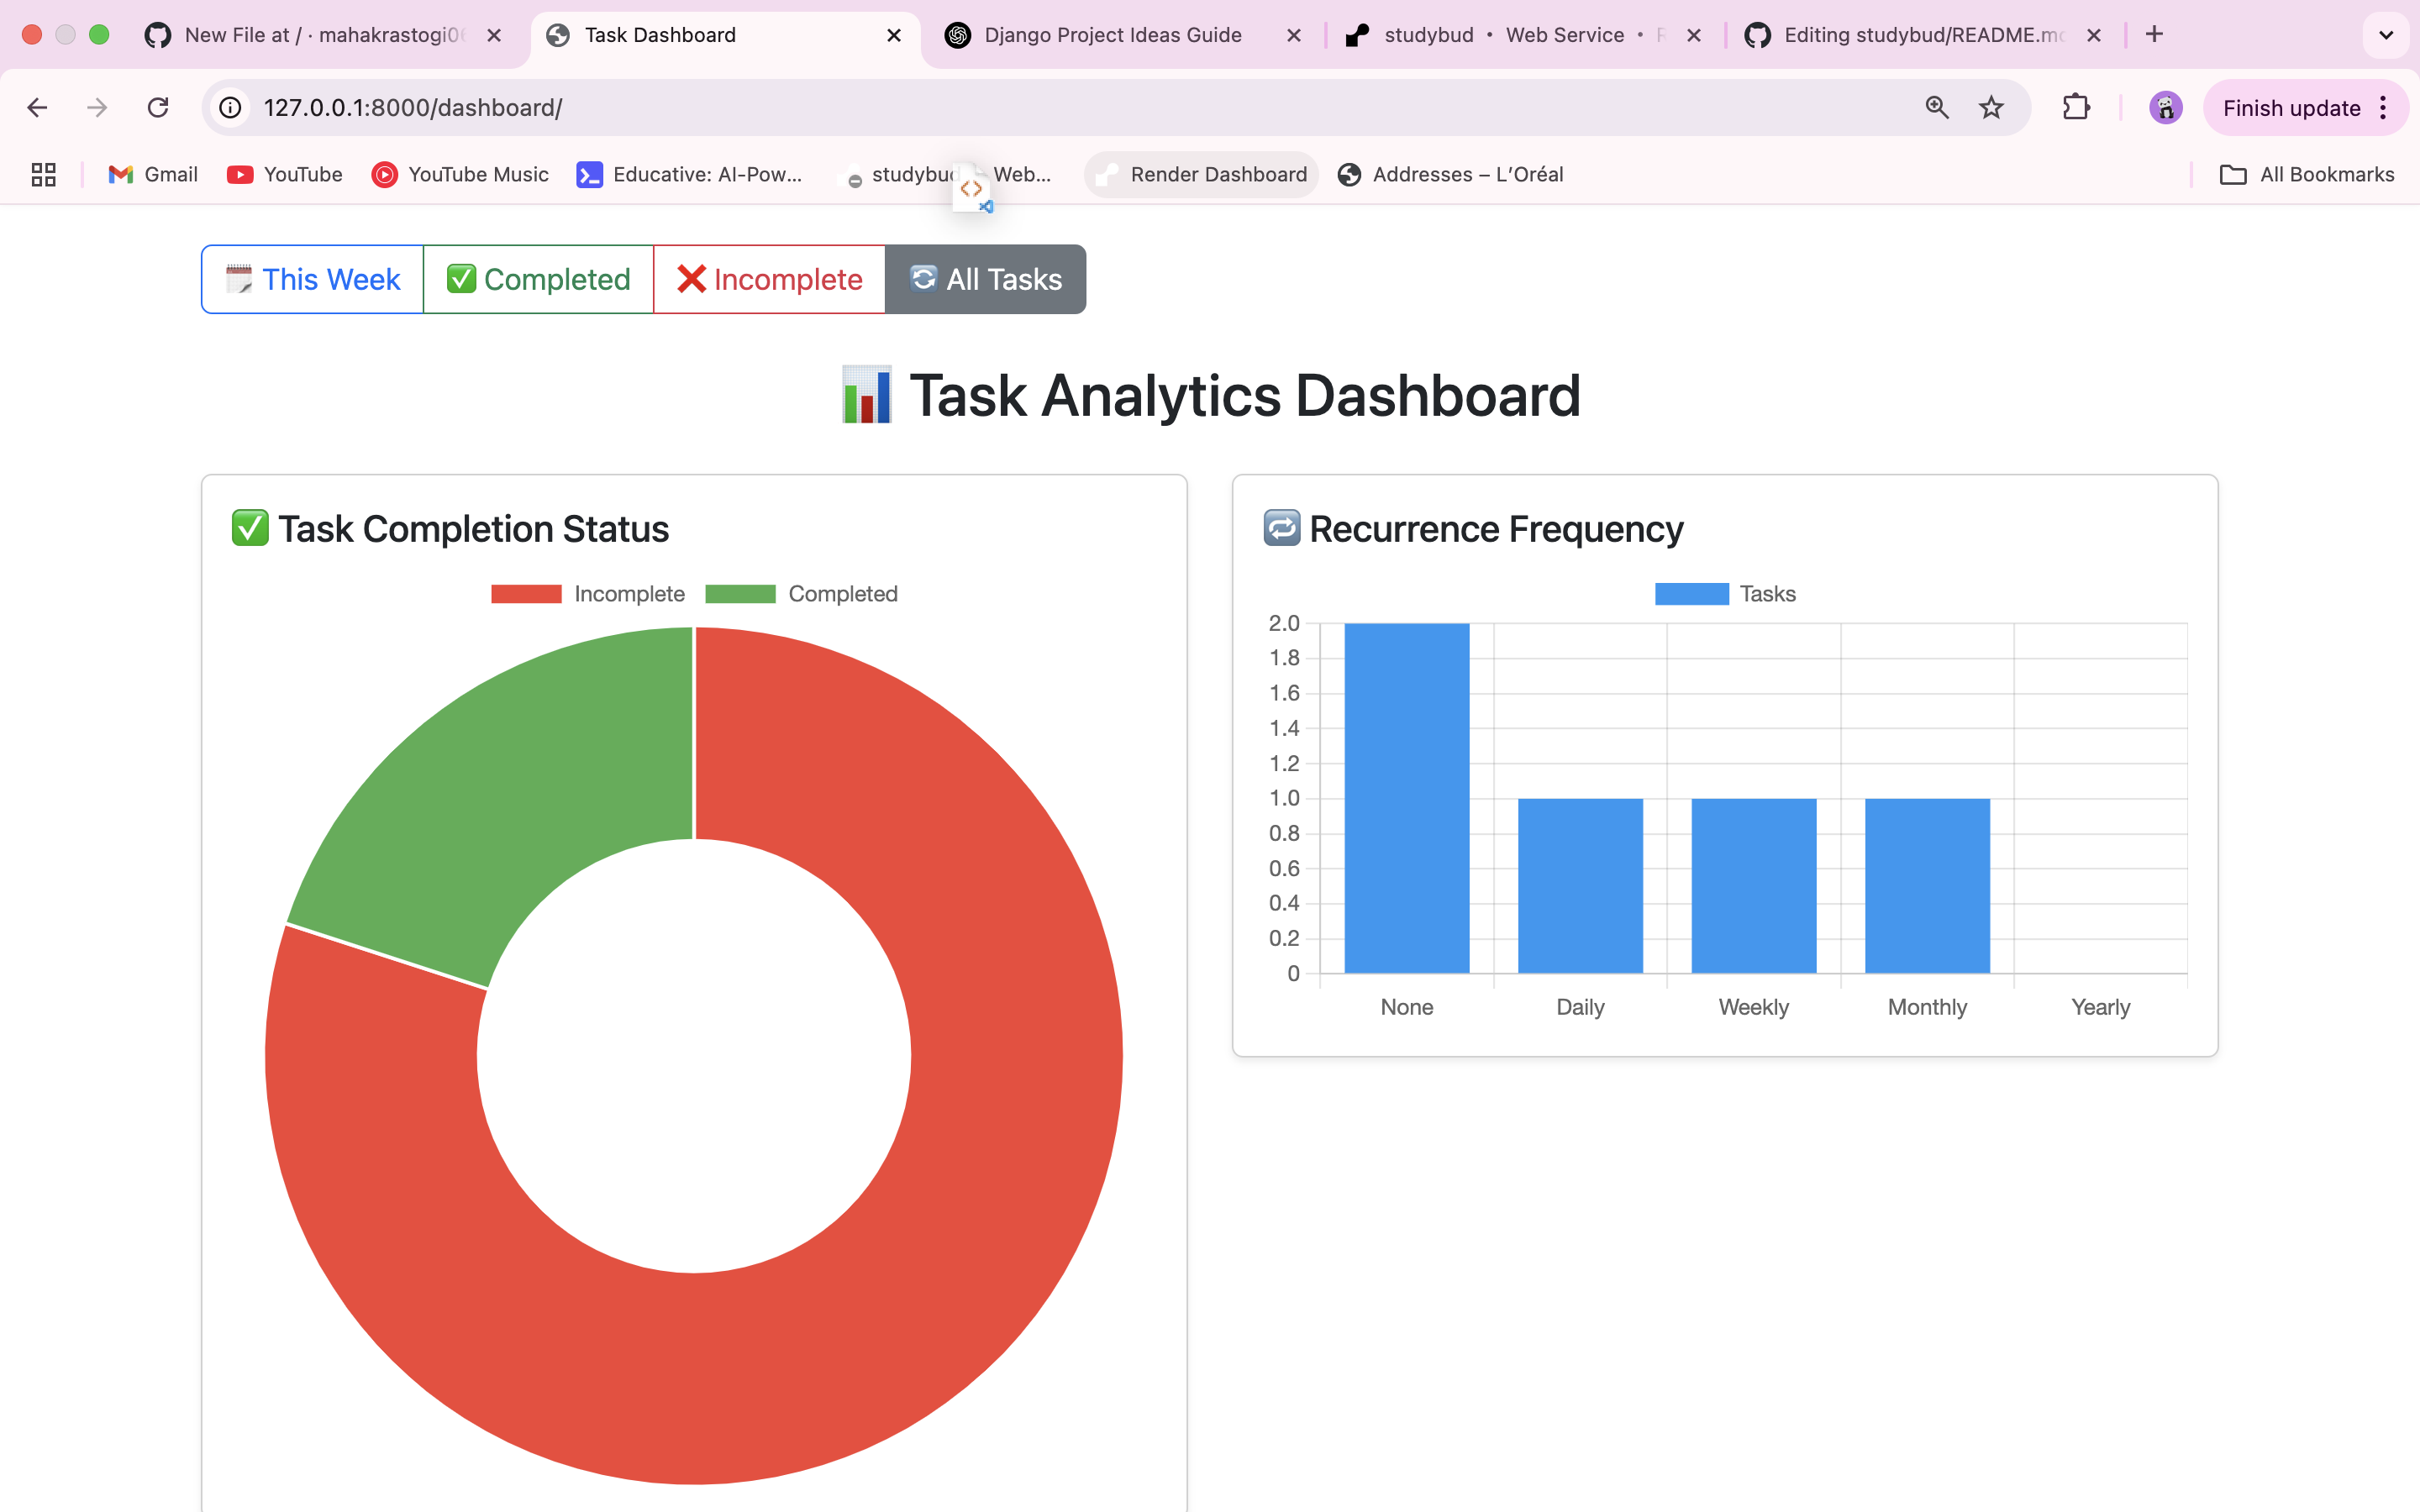 New File at / · mahakrastogi06
Task Dashboard
Django Project Ideas Guide
studybud • Web Service •
Editing studybud/README.md
127.0.0.1:8000/dashboard/
Finish update
Gmail
YouTube
YouTube Music
Educative: AI-Pow...
studybud
Web...
Render Dashboard
Addresses – L’Oréal
All Bookmarks
This Week
Completed
Incomplete
All Tasks
Task Analytics Dashboard
Task Completion Status
Incomplete
Completed
Recurrence Frequency
Tasks
2.0
1.8
1.6
1.4
1.2
1.0
0.8
0.6
0.4
0.2
0
None
Daily
Weekly
Monthly
Yearly